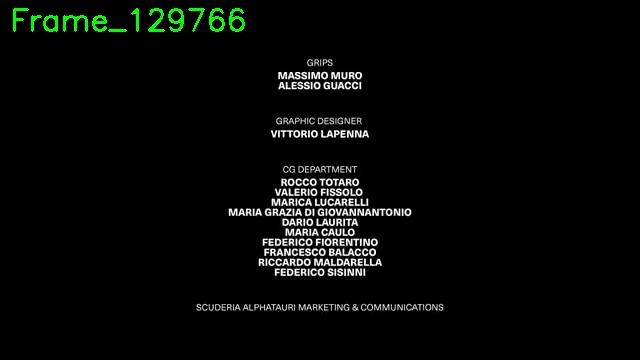 Frame_129766
GRIPS
MASSIMO MURO
ALESSIO GUACCI
GRAPHIC DESIGNER
VITTORIO LAPENNA
CG DEPARTMENT
ROCCO TOTARO
VALERIO FISSOLO
MARICA LUCARELLI
MARIA GRAZIA DI GIOVANNANTONIO
DARIO LAURITA
MARIA CAULO
FEDERICO FIORENTINO
FRANCESCO BALACCO
RICCARDO MALDARELLA
FEDERICO SISINNI
SCUDERIA ALPHATAURI MARKETING & COMMUNICATIONS